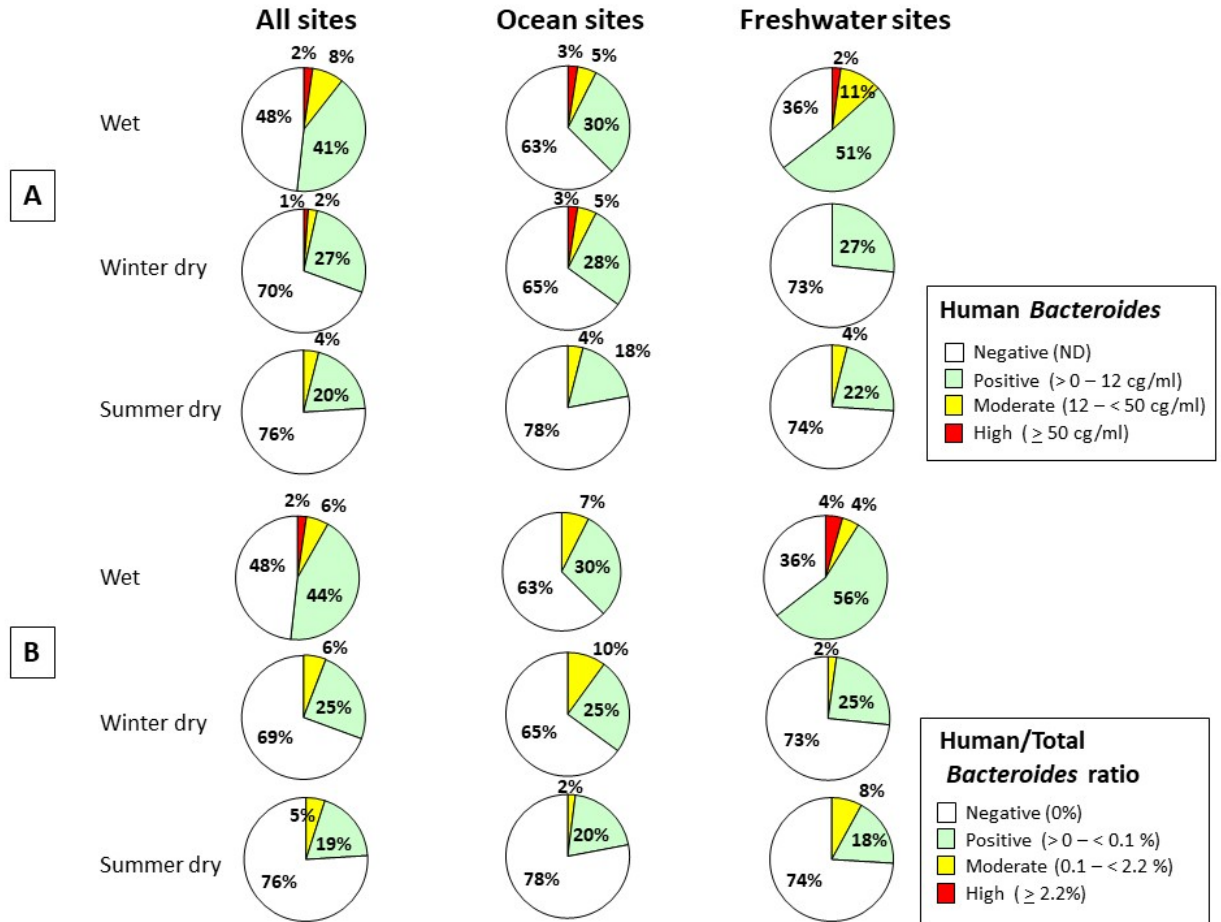 All sites Ocean sites Freshwater sites
2% 8% 3% 5% 2%
Wet 48% 41% 63% 30% 36% 11% 51%
A
1% 2% 3% 5%
Winter dry 70% 27% 65% 28% 73% 27%
4% 4% 18% 4%
Summer dry 76% 20% 78% 74% 22%
Human Bacteroides
Negative (ND)
Positive (> 0 – 12 cg/ml)
Moderate (12 – < 50 cg/ml)
High ( ≥ 50 cg/ml)
2% 6% 7% 4% 4%
Wet 48% 44% 63% 30% 36% 56%
B
6% 10% 2%
Winter dry 69% 25% 65% 25% 73% 25%
2% 8%
Summer dry 76% 5% 19% 78% 20% 74% 18%
Human/Total
Bacteroides ratio
Negative (0%)
Positive (> 0 – < 0.1 %)
Moderate (0.1 – < 2.2 %)
High ( ≥ 2.2%)